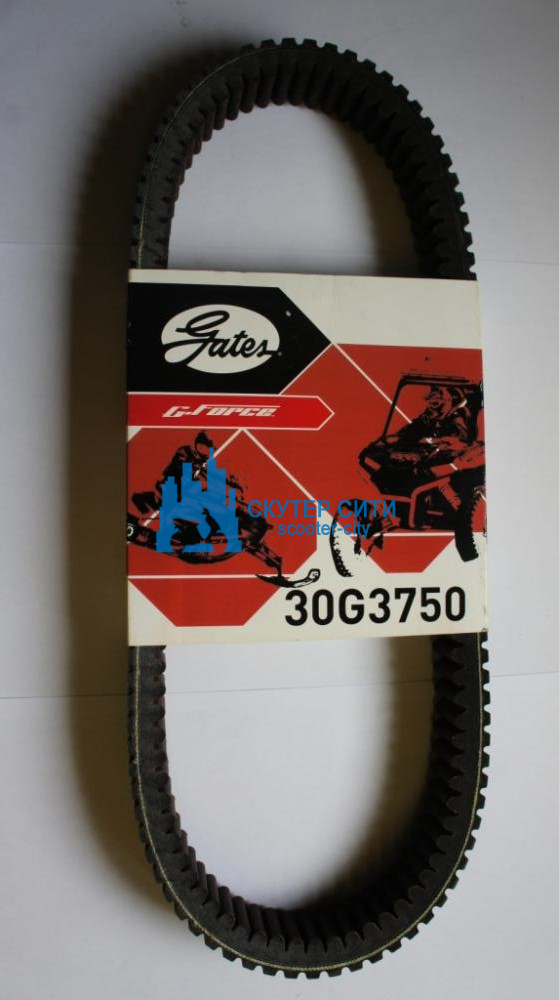 Gates
G-Force
СКУТЕР СИТИ
scooter-city
30G3750